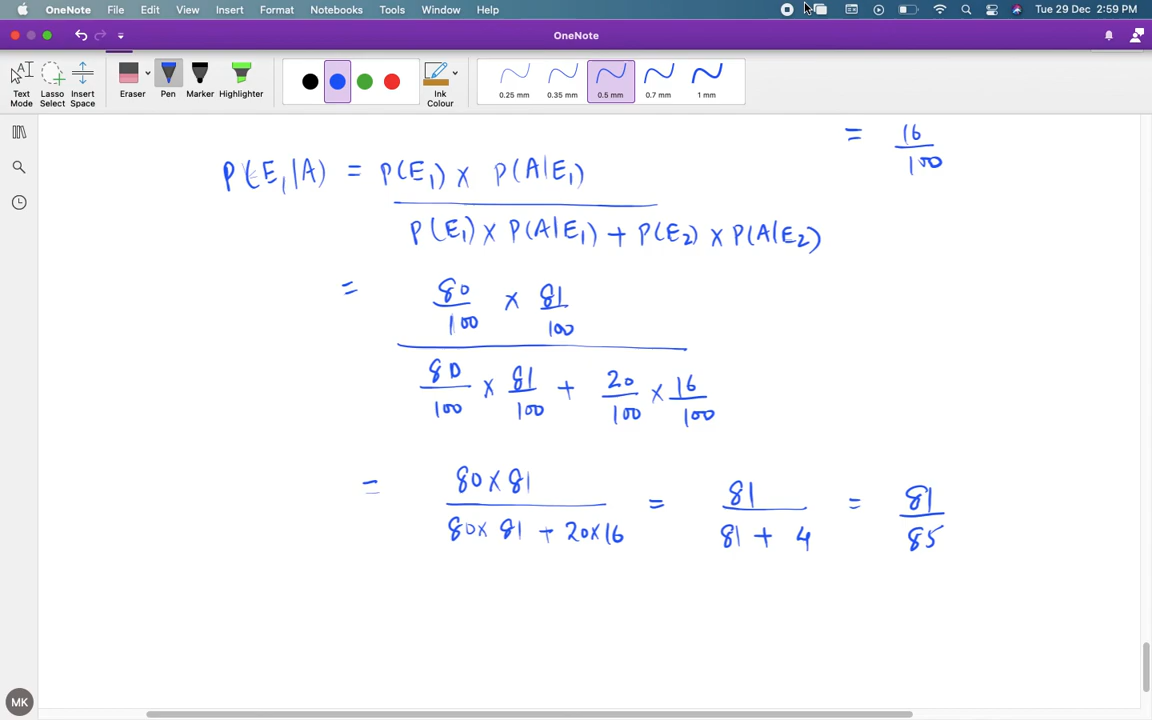 OneNote File Edit View Insert Format Notebooks Tools Window Help Tue 29 Dec 2:59 PM
OneNote
Text Mode Lasso Select Insert Space Eraser Pen Marker Highlighter Ink Colour 0.25 mm 0.35 mm 0.5 mm 0.7 mm 1 mm
= 16/100
P(E₁|A) = P(E₁) × P(A|E₁)
P(E₁) × P(A|E₁) + P(E₂) × P(A|E₂)
= 80/100 × 81/100
80/100 × 81/100 + 20/100 × 16/100
= 80×81 / 80×81 + 20×16 = 81 / 81 + 4 = 81/85
MK